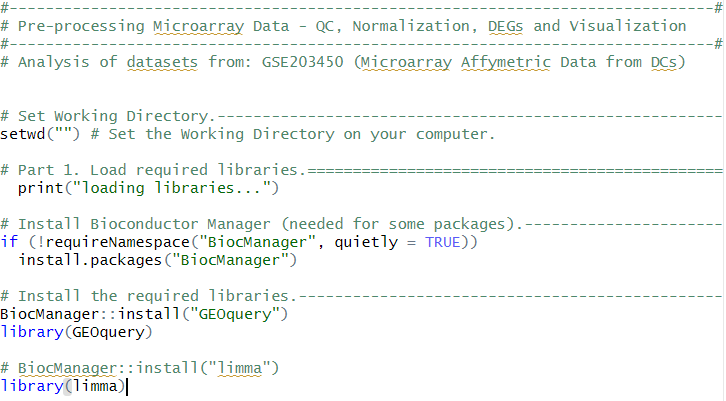 #------------------------------------------------------------------------------#
# Pre-processing Microarray Data - QC, Normalization, DEGs and Visualization
#------------------------------------------------------------------------------#
# Analysis of datasets from: GSE203450 (Microarray Affymetric Data from DCs)
# Set Working Directory.--------------------------------------------------------
setwd("") # Set the Working Directory on your computer.
# Part 1. Load required libraries.==============================================
print("loading libraries...")
# Install Bioconductor Manager (needed for some packages).----------------------
if (!requireNamespace("BiocManager", quietly = TRUE))
install.packages("BiocManager")
# Install the required libraries.-----------------------------------------------
BiocManager::install("GEOquery")
library(GEOquery)
# BiocManager::install("limma")
library(limma)